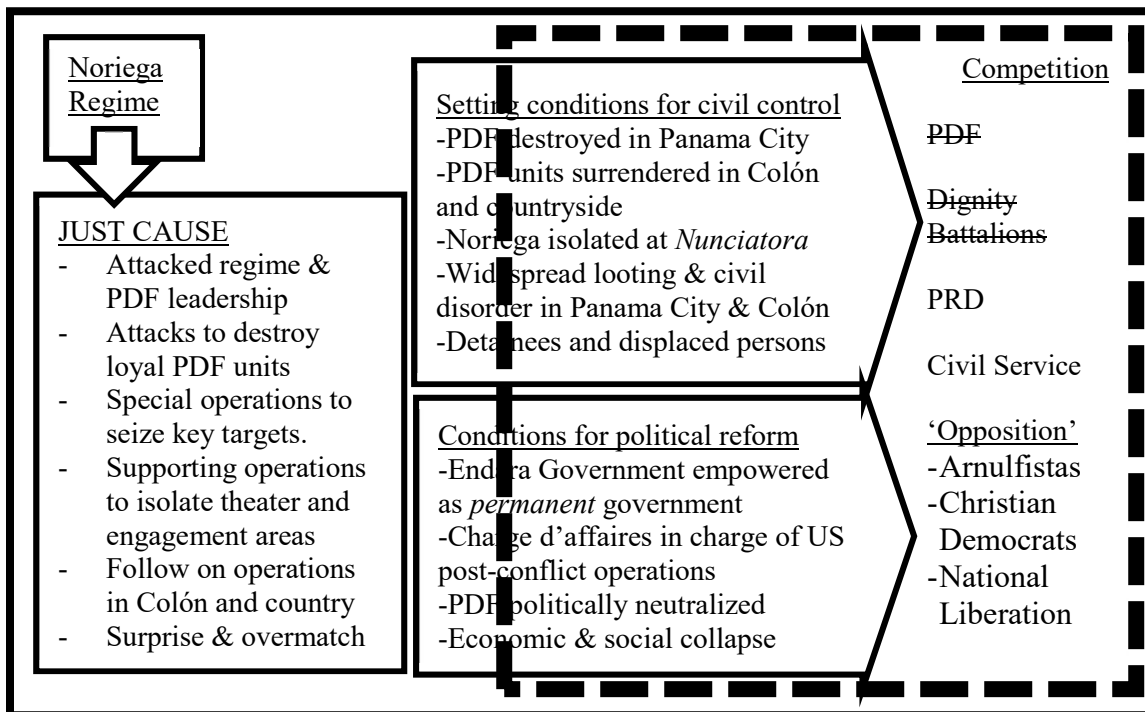 Noriega
Regime
JUST CAUSE
- Attacked regime &
PDF leadership
- Attacks to destroy
loyal PDF units
- Special operations to
seize key targets.
- Supporting operations
to isolate theater and
engagement areas
- Follow on operations
in Colón and country
- Surprise & overmatch
Setting conditions for civil control
-PDF destroyed in Panama City
-PDF units surrendered in Colón
and countryside
-Noriega isolated at Nunciatora
-Widespread looting & civil
disorder in Panama City & Colón
-Detainees and displaced persons
Conditions for political reform
-Endara Government empowered
as permanent government
-Charge d’affaires in charge of US
post-conflict operations
-PDF politically neutralized
-Economic & social collapse
Competition
PDF
Dignity
Battalions
PRD
Civil Service
‘Opposition’
-Arnulfistas
-Christian
Democrats
-National
Liberation